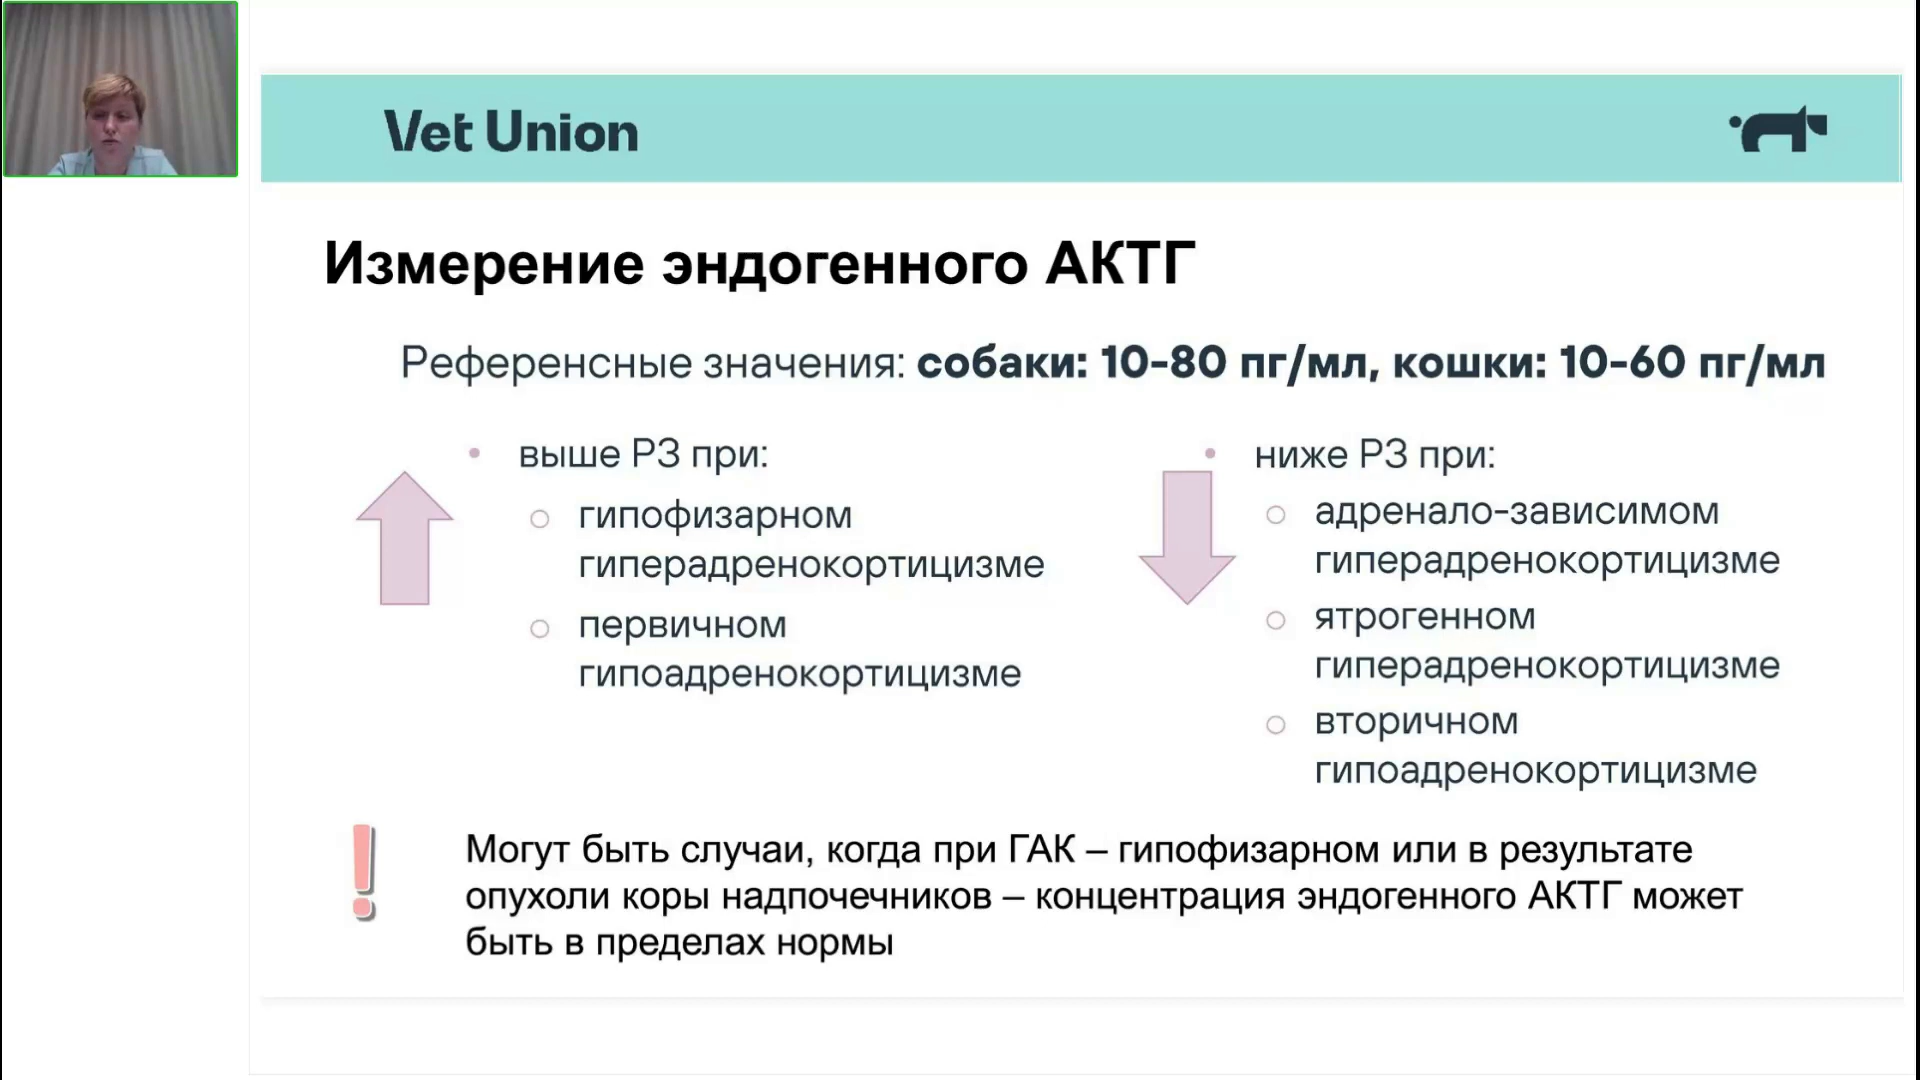 Vet Union
Измерение эндогенного АКТГ
Референсные значения: собаки: 10-80 пг/мл, кошки: 10-60 пг/мл
выше РЗ при:
гипофизарном
гиперадренокортицизме
первичном
гипоадренокортицизме
ниже РЗ при:
адренало-зависимом
гиперадренокортицизме
ятрогенном
гиперадренокортицизме
вторичном
гипоадренокортицизме
! Могут быть случаи, когда при ГАК – гипофизарном или в результате
опухоли коры надпочечников – концентрация эндогенного АКТГ может
быть в пределах нормы